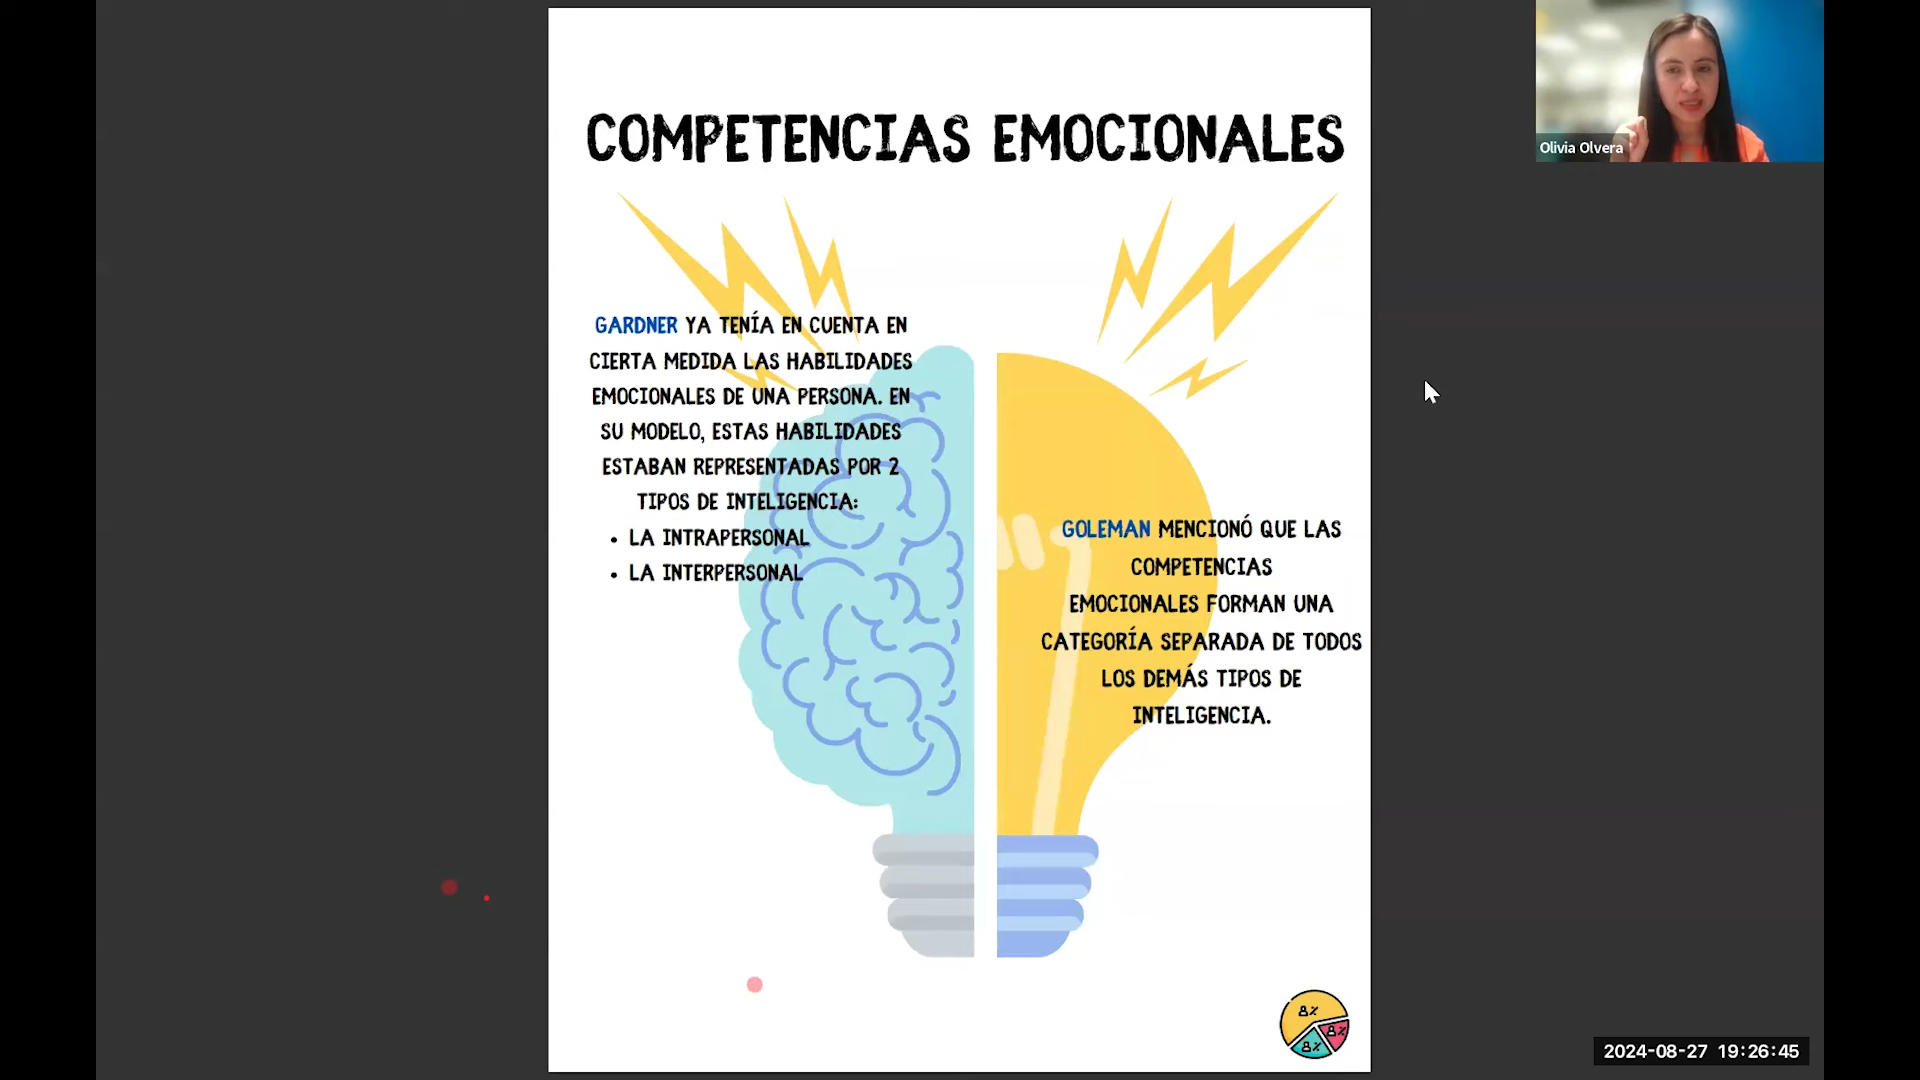 COMPETENCIAS EMOCIONALES
GARDNER YA TENÍA EN CUENTA EN
CIERTA MEDIDA LAS HABILIDADES
EMOCIONALES DE UNA PERSONA. EN
SU MODELO, ESTAS HABILIDADES
ESTABAN REPRESENTADAS POR 2
TIPOS DE INTELIGENCIA:
• LA INTRAPERSONAL
• LA INTERPERSONAL
GOLEMAN MENCIONÓ QUE LAS
COMPETENCIAS
EMOCIONALES FORMAN UNA
CATEGORÍA SEPARADA DE TODOS
LOS DEMÁS TIPOS DE
INTELIGENCIA.
Olivia Olvera
2024-08-27 19:26:45